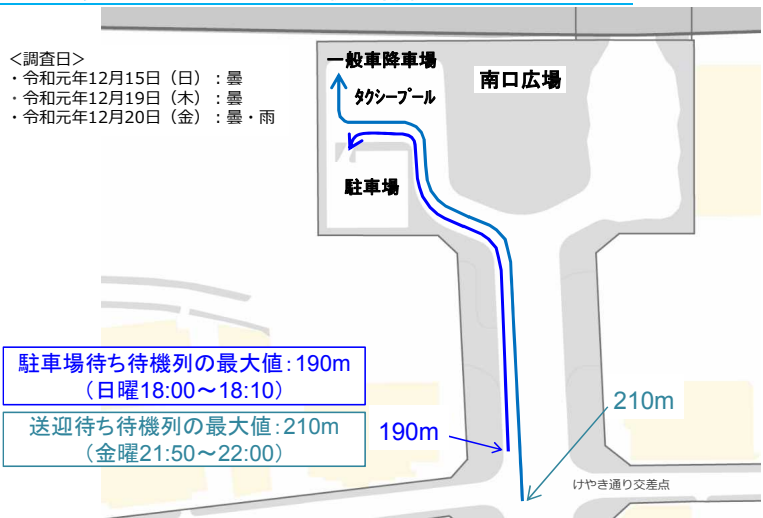 <調査日>
・令和元年12月15日（日）：曇
・令和元年12月19日（木）：曇
・令和元年12月20日（金）：曇・雨
一般車降車場
タクシープール
南口広場
駐車場
駐車場待ち待機列の最大値：190m
（日曜18:00～18:10）
送迎待ち待機列の最大値：210m
（金曜21:50～22:00）
190m
210m
けやき通り交差点